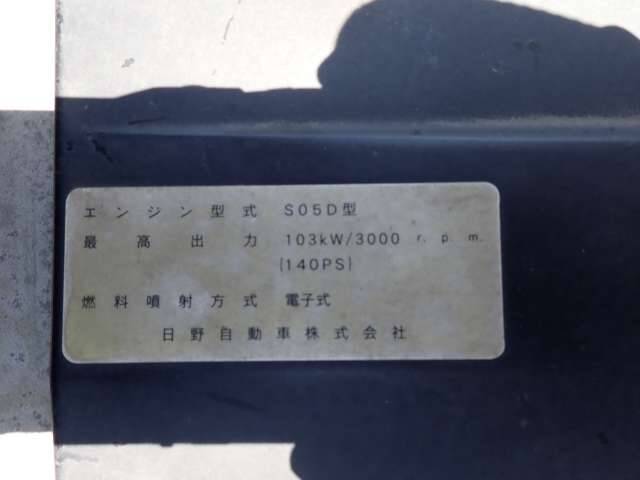 エンジン型式 S05D型
最高出力 103kW/3000 r. p. m.
(140PS)
燃料噴射方式 電子式
日野自動車株式会社